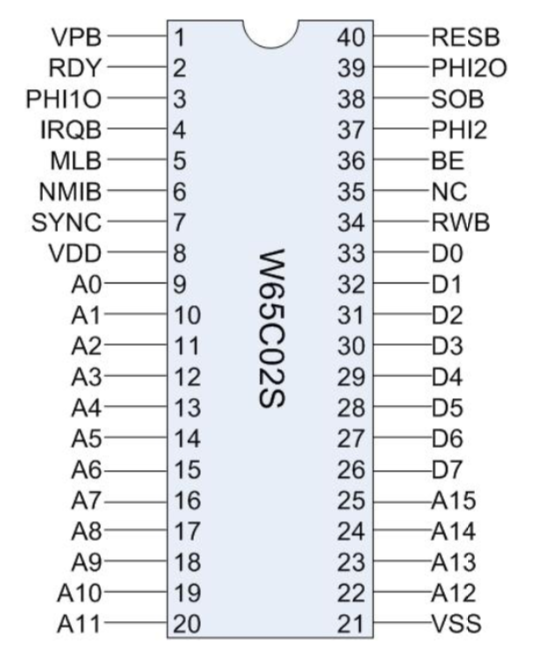 VPB 1 40 RESB
RDY 2 39 PHI2O
PHI1O 3 38 SOB
IRQB 4 37 PHI2
MLB 5 36 BE
NMIB 6 35 NC
SYNC 7 34 RWB
VDD 8 33 D0
A0 9 32 D1
A1 10 31 D2
A2 11 30 D3
A3 12 29 D4
A4 13 28 D5
A5 14 27 D6
A6 15 26 D7
A7 16 25 A15
A8 17 24 A14
A9 18 23 A13
A10 19 22 A12
A11 20 21 VSS
W65C02S